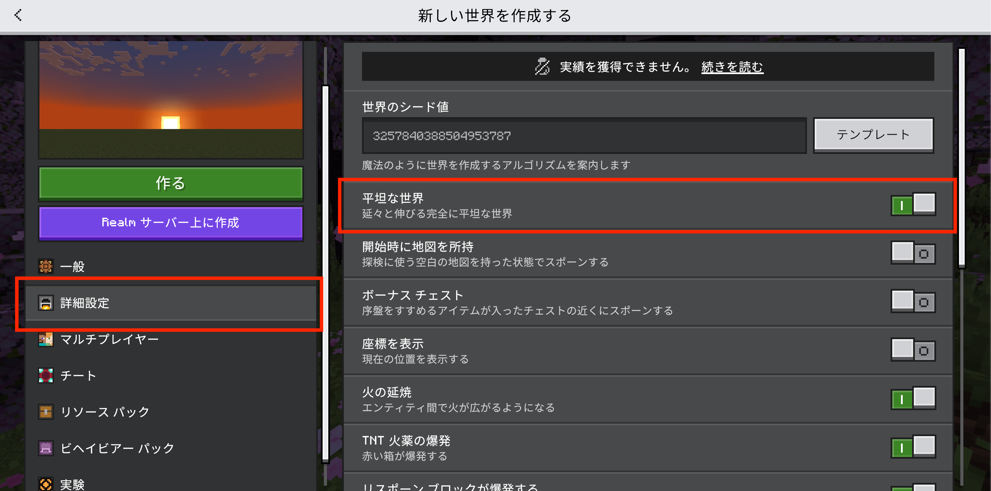 新しい世界を作成する
作る
Realm サーバー上に作成
一般
詳細設定
マルチプレイヤー
チート
リソース パック
ビヘイビアー パック
実験
実績を獲得できません。 続きを読む
世界のシード値
3257840388504953787
テンプレート
魔法のように世界を作成するアルゴリズムを案内します
平坦な世界
延々と伸びる完全に平坦な世界
開始時に地図を所持
探検に使う空白の地図を持った状態でスポーンする
ボーナス チェスト
序盤をすすめるアイテムが入ったチェストの近くにスポーンする
座標を表示
現在の位置を表示する
火の延焼
エンティティ間で火が広がるようになる
TNT 火薬の爆発
赤い箱が爆発する
リスポーン ブロックが爆発する